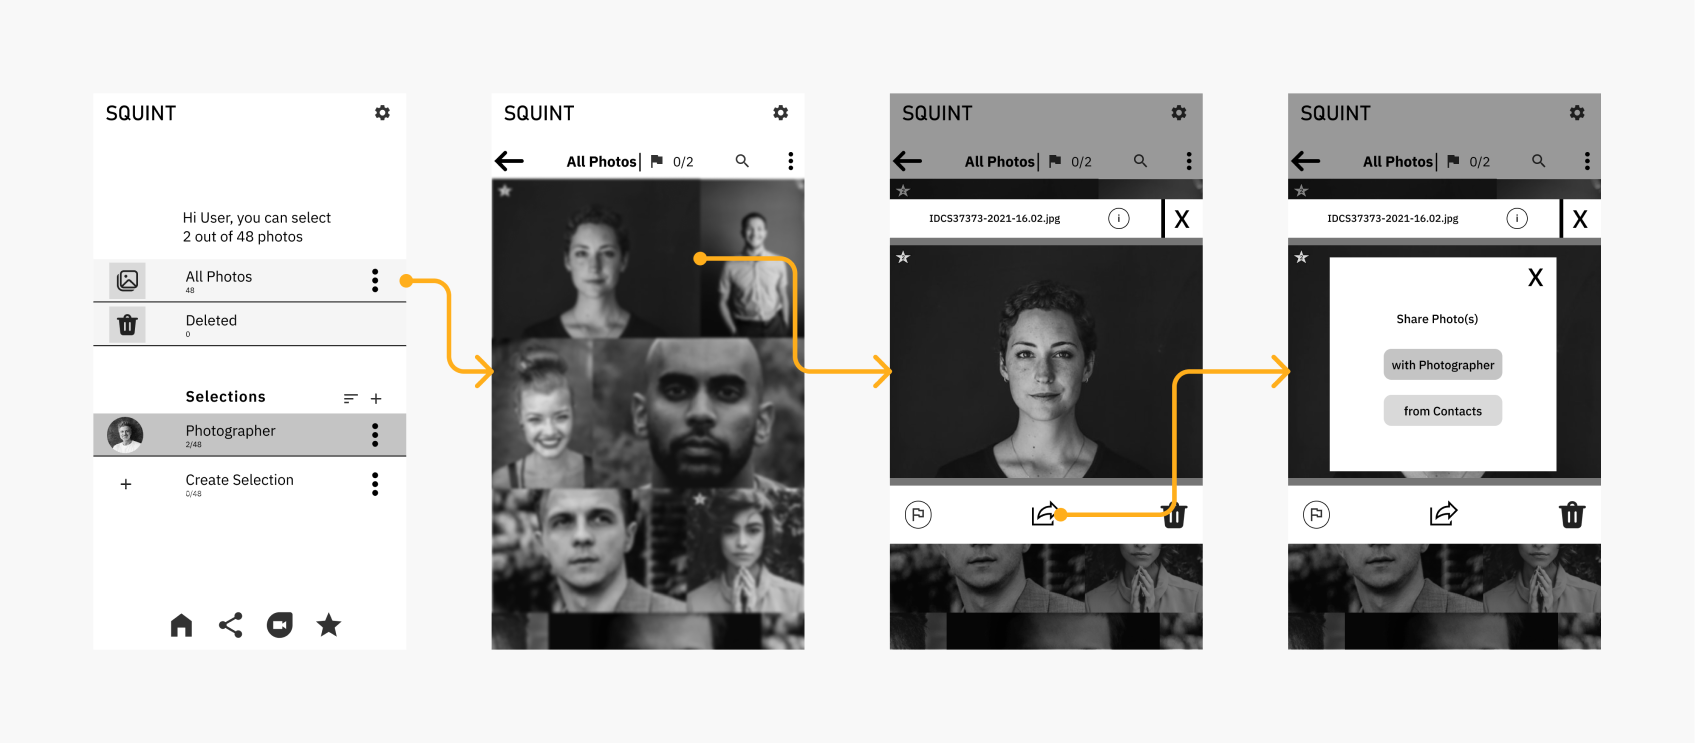 SQUINT
Hi User, you can select
2 out of 48 photos
All Photos
48
Deleted
0
Selections
+
Photographer
2/48
+
Create Selection
0/48
SQUINT
All Photos| 0/2
SQUINT
All Photos| 0/2
IDCS37373-2021-16.02.jpg i X
SQUINT
All Photos| 0/2
IDCS37373-2021-16.02.jpg i X
X
Share Photo(s)
with Photographer
from Contacts